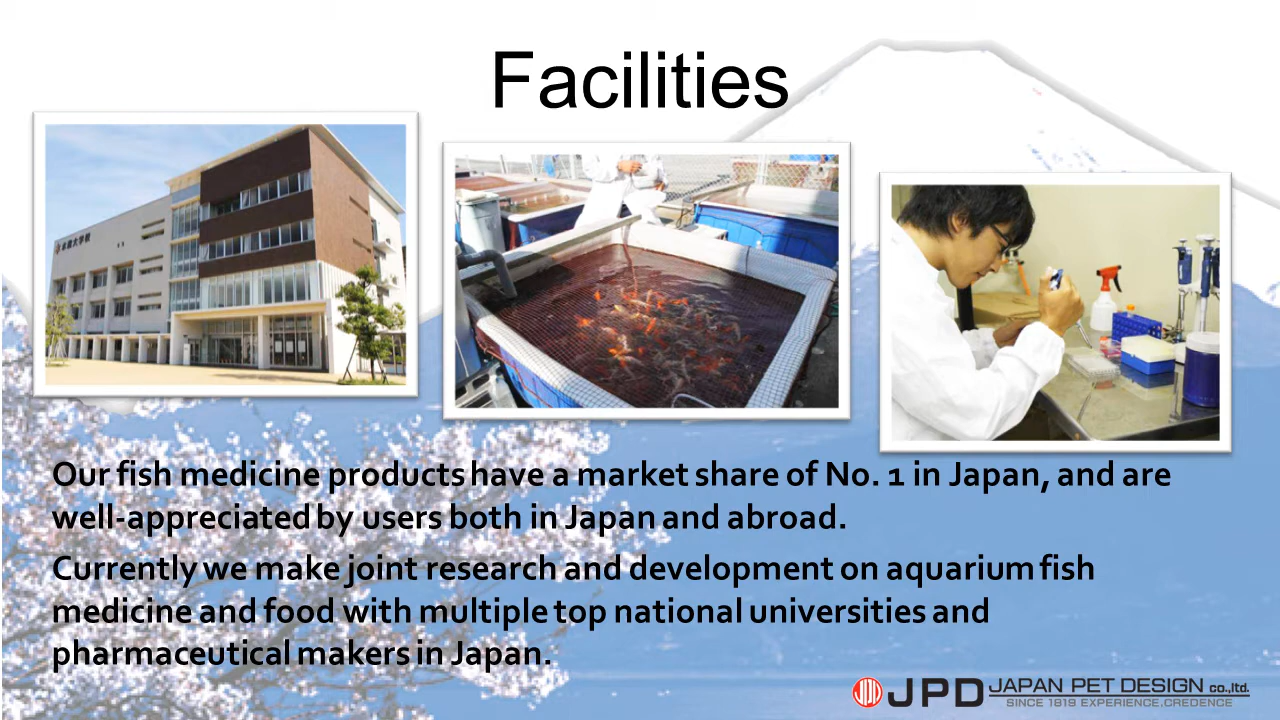 Facilities
Our fish medicine products have a market share of No. 1 in Japan, and are
well-appreciated by users both in Japan and abroad.
Currently we make joint research and development on aquarium fish
medicine and food with multiple top national universities and
pharmaceutical makers in Japan.
JPD JAPAN PET DESIGN co.,ltd.
SINCE 1819 EXPERIENCE,CREDENCE